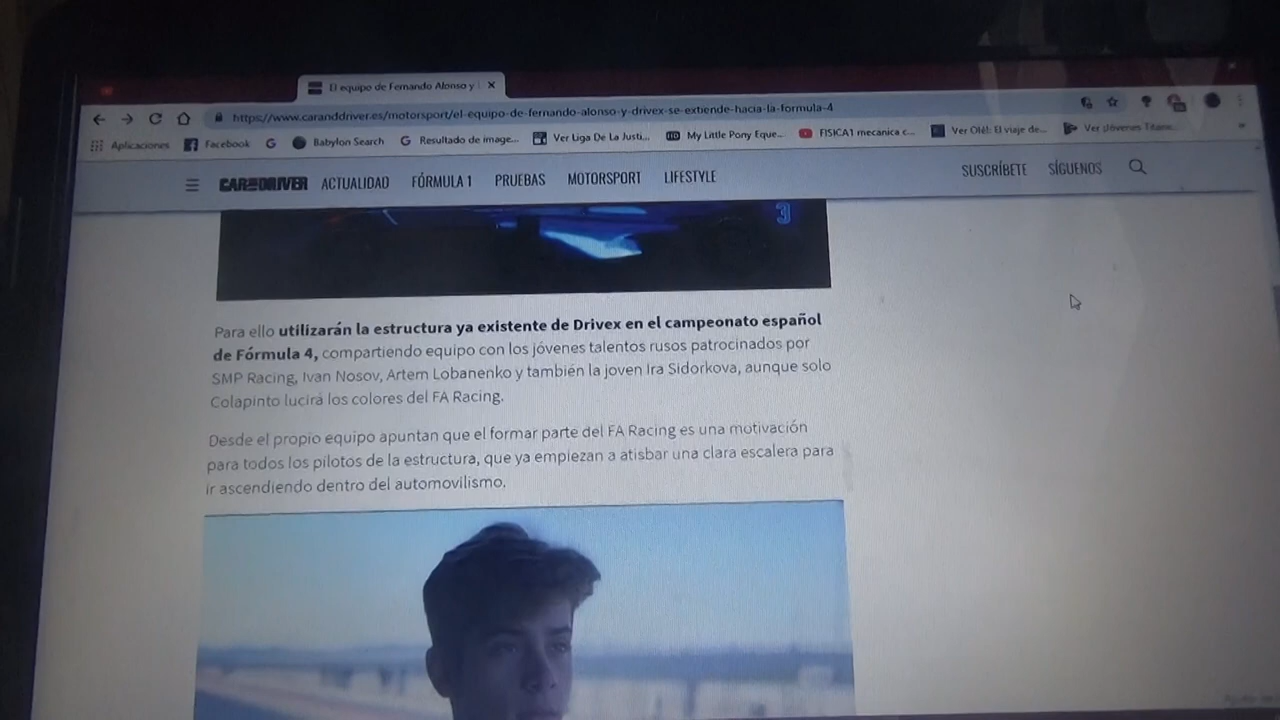 El equipo de Fernando Alonso y
https://www.caranddriver.es/motorsport/el-equipo-de-fernando-alonso-y-drivex-se-extiende-hacia-la-formula-4
Aplicaciones Facebook Babylon Search Resultado de image... Ver Liga De La Justi... My Little Pony Eque... FISICA1 mecanica c... Ver Olé!: El viaje de... Ver ¡Jóvenes Titane...
CAR AND DRIVER ACTUALIDAD FÓRMULA 1 PRUEBAS MOTORSPORT LIFESTYLE SUSCRÍBETE SÍGUENOS
3
Para ello utilizarán la estructura ya existente de Drivex en el campeonato español
de Fórmula 4, compartiendo equipo con los jóvenes talentos rusos patrocinados por
SMP Racing, Ivan Nosov, Artem Lobanenko y también la joven Ira Sidorkova, aunque solo
Colapinto lucirá los colores del FA Racing.
Desde el propio equipo apuntan que el formar parte del FA Racing es una motivación
para todos los pilotos de la estructura, que ya empiezan a atisbar una clara escalera para
ir ascendiendo dentro del automovilismo.